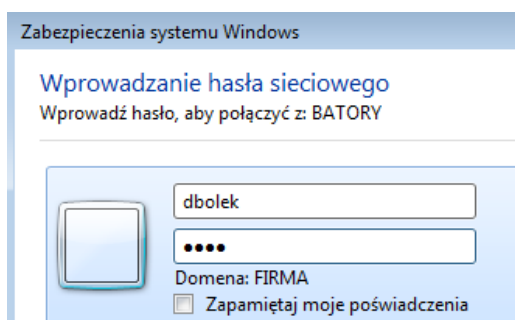 Zabezpieczenia systemu Windows
Wprowadzanie hasła sieciowego
Wprowadź hasło, aby połączyć z: BATORY
dbolek
••••
Domena: FIRMA
Zapamiętaj moje poświadczenia